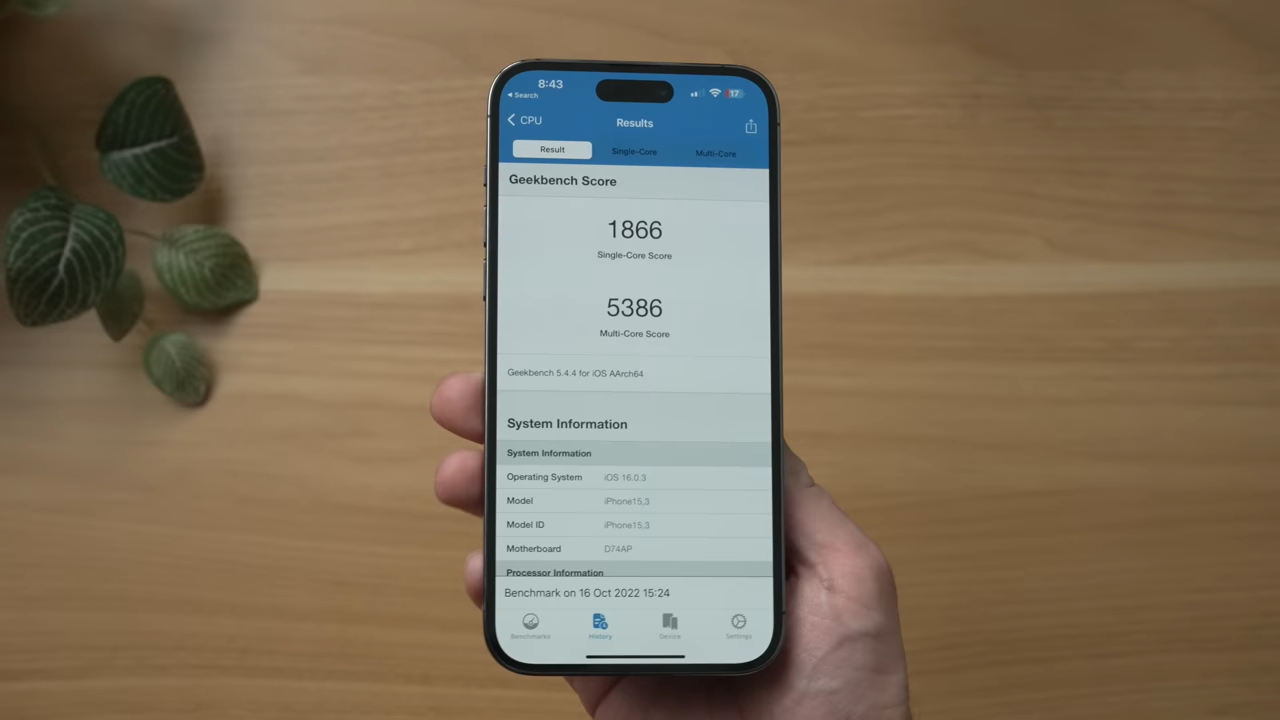 8:43
17
◀ Search
CPU
Results
Result
Single-Core
Multi-Core
Geekbench Score
1866
Single-Core Score
5386
Multi-Core Score
Geekbench 5.4.4 for iOS AArch64
System Information
System Information
Operating System iOS 16.0.3
Model iPhone15,3
Model ID iPhone15,3
Motherboard D74AP
Processor Information
Benchmark on 16 Oct 2022 15:24
Benchmarks
History
Device
Settings